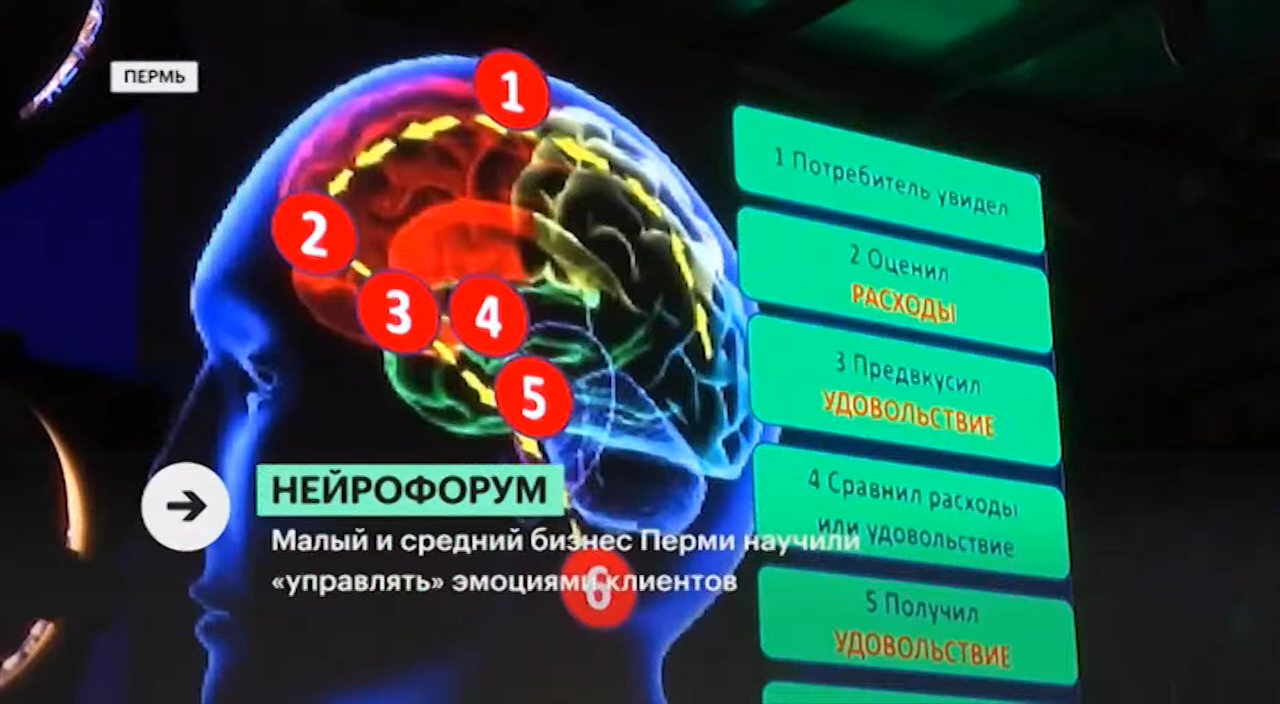 ПЕРМЬ
1
2
3
4
5
6
1 Потребитель увидел
2 Оценил
РАСХОДЫ
3 Предвкусил
УДОВОЛЬСТВИЕ
4 Сравнил расходы
или удовольствие
5 Получил
УДОВОЛЬСТВИЕ
НЕЙРОФОРУМ
Малый и средний бизнес Перми научили
«управлять» эмоциями клиентов